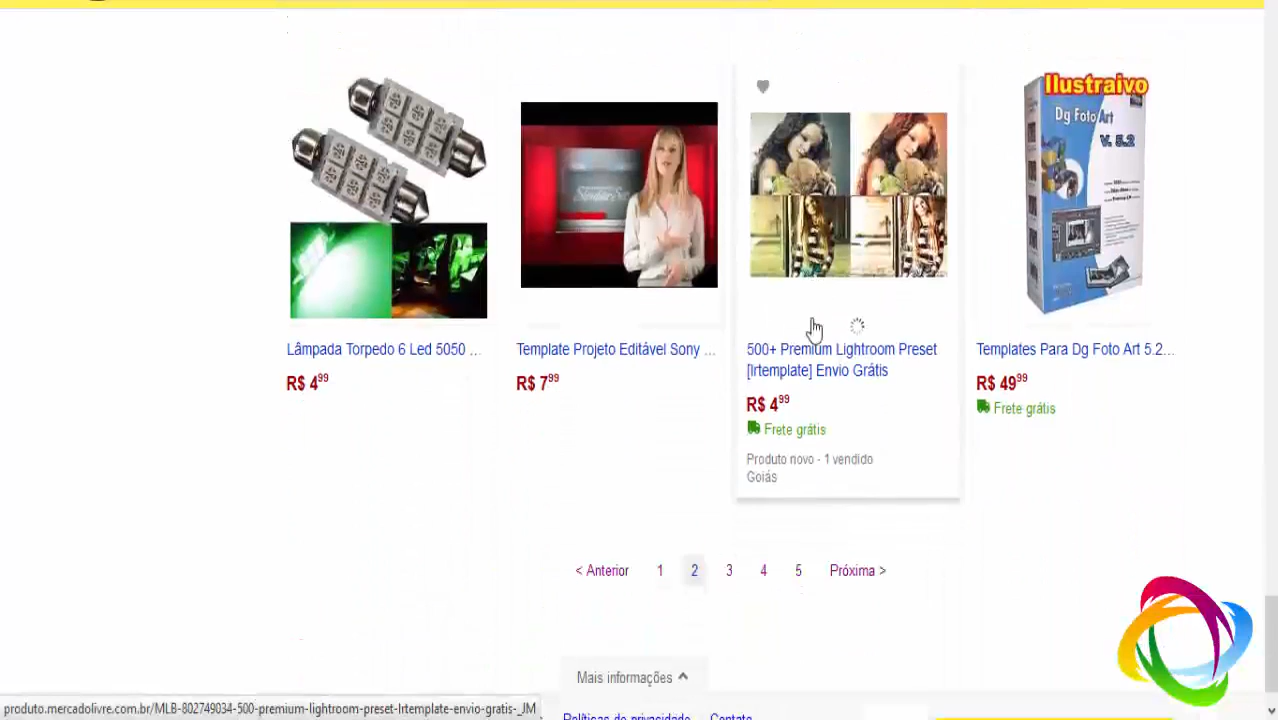 Ilustraivo
Dg Foto Art
V. 5.2
Lâmpada Torpedo 6 Led 5050 ...
R$ 4⁹⁹
Template Projeto Editável Sony ...
R$ 7⁹⁹
500+ Premium Lightroom Preset
[lrtemplate] Envio Grátis
R$ 4⁹⁹
Frete grátis
Produto novo - 1 vendido
Goiás
Templates Para Dg Foto Art 5.2...
R$ 49⁹⁹
Frete grátis
< Anterior 1 2 3 4 5 Próxima >
Mais informações
Políticas de privacidade Contato
produto.mercadolivre.com.br/MLB-802749034-500-premium-lightroom-preset-lrtemplate-envio-gratis-_JM